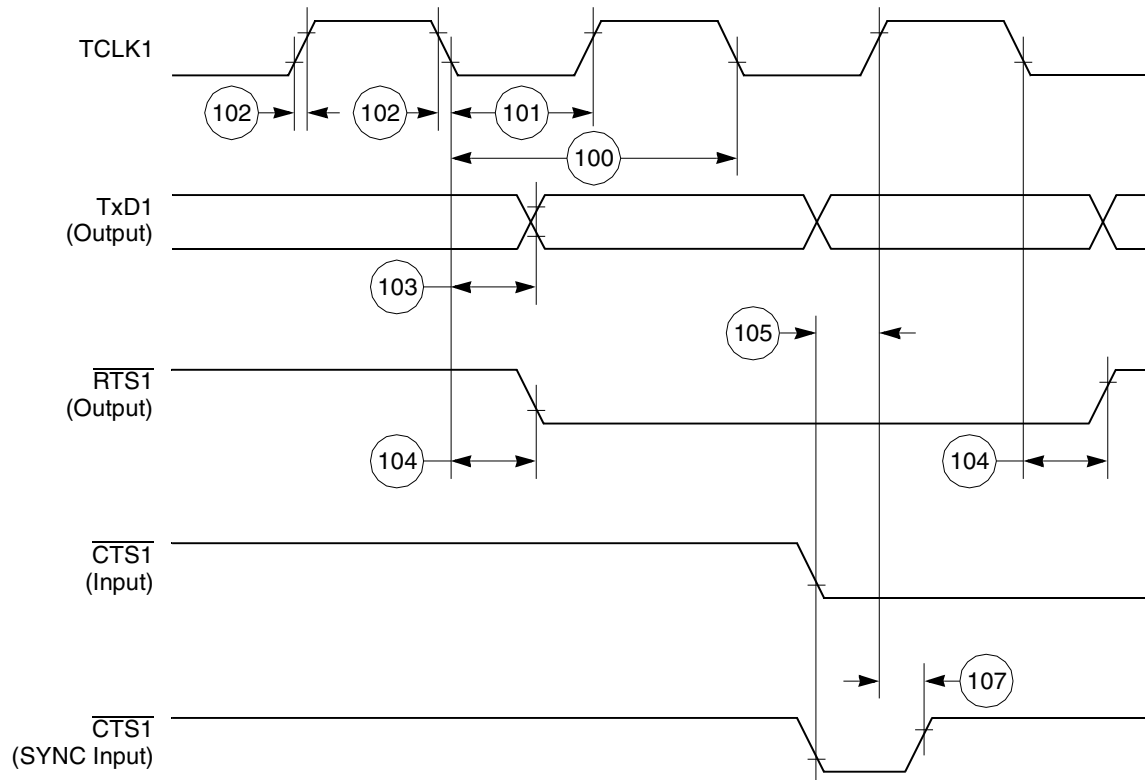 TCLK1
102
102
101
100
TxD1
(Output)
103
105
RTS1
(Output)
104
104
CTS1
(Input)
107
CTS1
(SYNC Input)